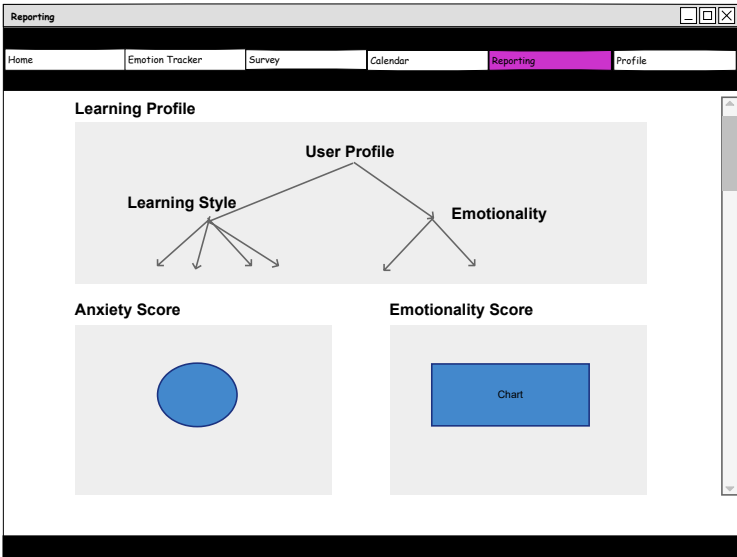 Reporting
Home Emotion Tracker Survey Calendar Reporting Profile
Learning Profile
User Profile
Learning Style
Emotionality
Anxiety Score Emotionality Score
Chart